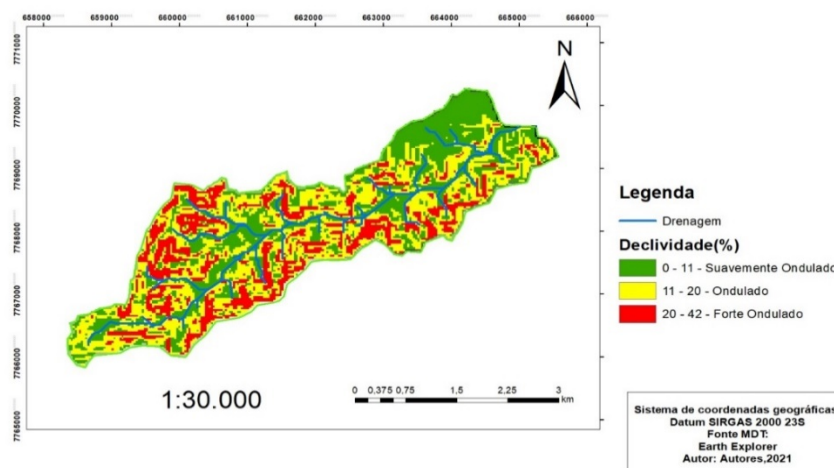 658000 659000 660000 661000 662000 663000 664000 665000 666000
7771000
7770000
7769000
7768000
7767000
7766000
7765000
N
Legenda
Drenagem
Declividade(%)
0 - 11 - Suavemente Ondulado
11 - 20 - Ondulado
20 - 42 - Forte Ondulado
1:30.000
0 0,375 0,75 1,5 2,25 3
km
Sistema de coordenadas geográficas
Datum SIRGAS 2000 23S
Fonte MDT:
Earth Explorer
Autor: Autores,2021